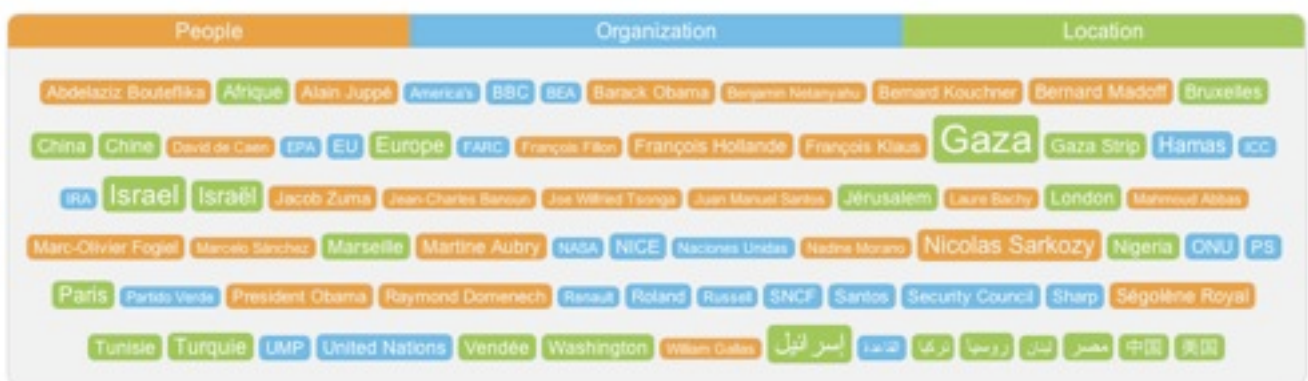 People Organization Location
Abdelaziz Bouteflika Afrique Alain Juppé America's BBC BEA Barack Obama Benjamin Netanyahu Bernard Kouchner Bernard Madoff Bruxelles
China Chine David de Caen EPA EU Europe FARC François Fillon François Hollande François Klaus Gaza Gaza Strip Hamas ICC
IRA Israel Israël Jacob Zuma Jean-Charles Banoun Joe Wilfried Tsonga Juan Manuel Santos Jérusalem Laure Bachy London Mahmoud Abbas
Marc-Olivier Fogiel Marcelo Sánchez Marseille Martine Aubry NASA NICE Naciones Unidas Nadine Morano Nicolas Sarkozy Nigeria ONU PS
Paris Partido Verde President Obama Raymond Domenech Renault Roland Russell SNCF Santos Security Council Sharp Ségolène Royal
Tunisie Turquie UMP United Nations Vendée Washington William Gallas إسرائيل القاعدة تركيا روسيا لبنان مصر 中国 美国